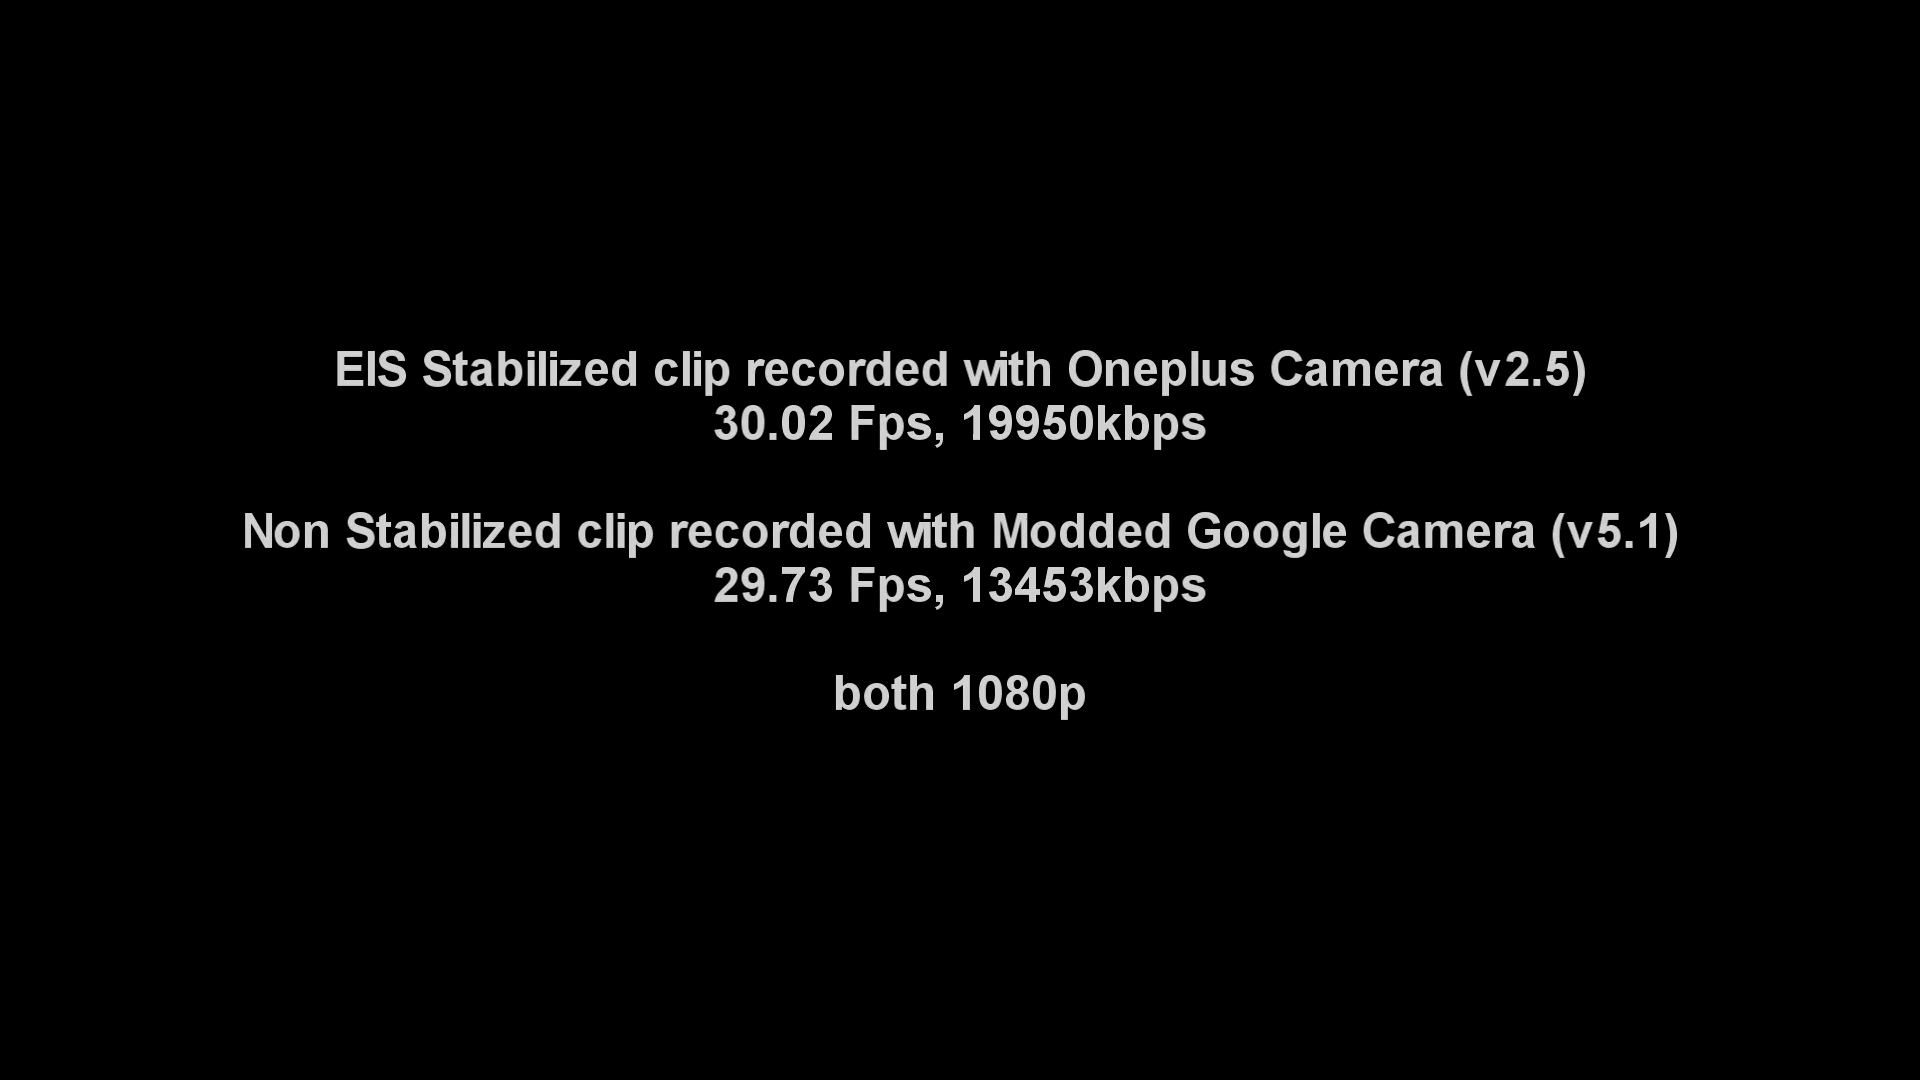 EIS Stabilized clip recorded with Oneplus Camera (v2.5)
30.02 Fps, 19950kbps
Non Stabilized clip recorded with Modded Google Camera (v5.1)
29.73 Fps, 13453kbps
both 1080p